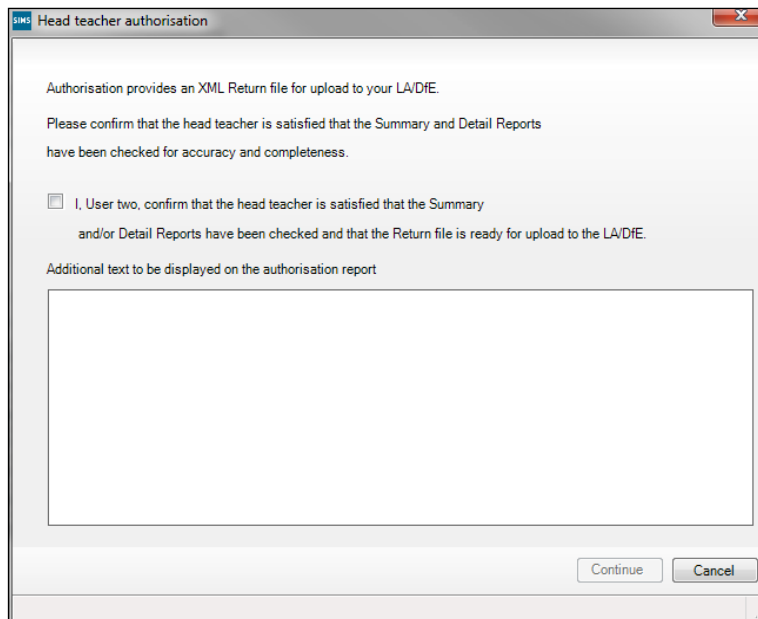 SIMS Head teacher authorisation
Authorisation provides an XML Return file for upload to your LA/DfE.
Please confirm that the head teacher is satisfied that the Summary and Detail Reports
have been checked for accuracy and completeness.
I, User two, confirm that the head teacher is satisfied that the Summary
and/or Detail Reports have been checked and that the Return file is ready for upload to the LA/DfE.
Additional text to be displayed on the authorisation report
Continue Cancel